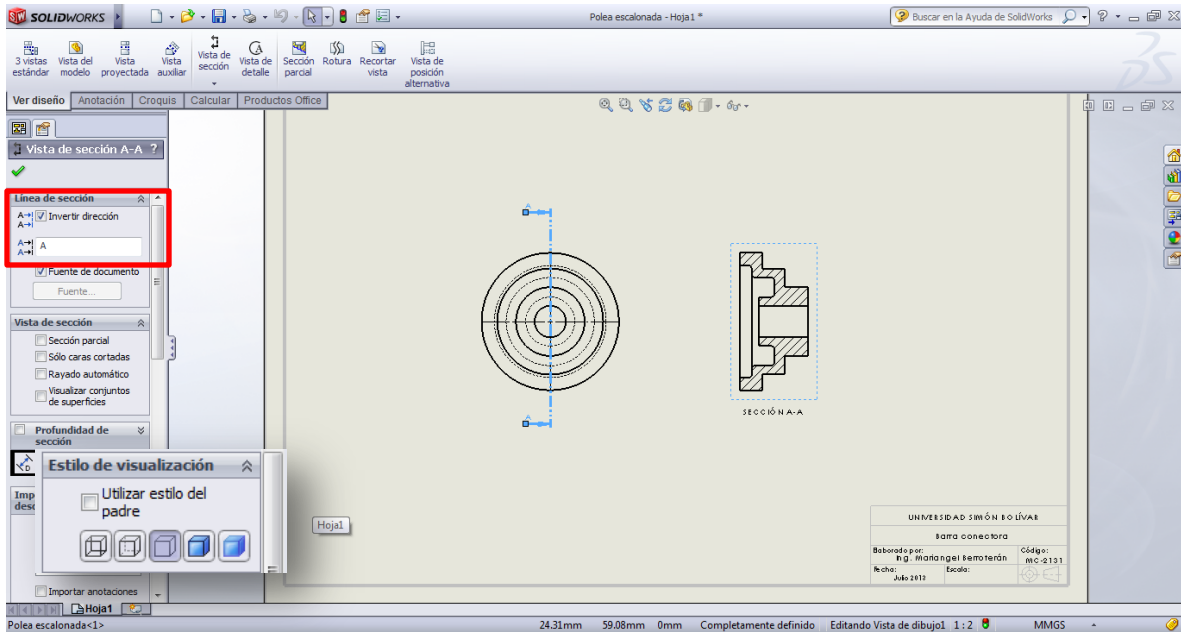 SOLIDWORKS
Polea escalonada - Hoja1 *
Buscar en la Ayuda de SolidWorks
3 vistas estándar
Vista del modelo
Vista proyectada
Vista auxiliar
Vista de sección
Vista de detalle
Sección parcial
Rotura
Recortar vista
Vista de posición alternativa
Ver diseño
Anotación
Croquis
Calcular
Productos Office
Vista de sección A-A ?
Línea de sección
Invertir dirección
A
Fuente de documento
Fuente...
Vista de sección
Sección parcial
Sólo caras cortadas
Rayado automático
Visualizar conjuntos
de superficies
Profundidad de
sección
Estilo de visualización
Utilizar estilo del
padre
Importar anotaciones
A
A
SECCIÓN A-A
Hoja1
UNIVERSIDAD SIMÓN BOLÍVAR
Barra conectora
Elaborado por:
Ing. Mariangel Berroterán
Código:
MC-2131
Fecha:
Julio 2013
Escala:
Hoja1
Polea escalonada<1>
24.31mm 59.08mm 0mm Completamente definido Editando Vista de dibujo1 1:2 MMGS